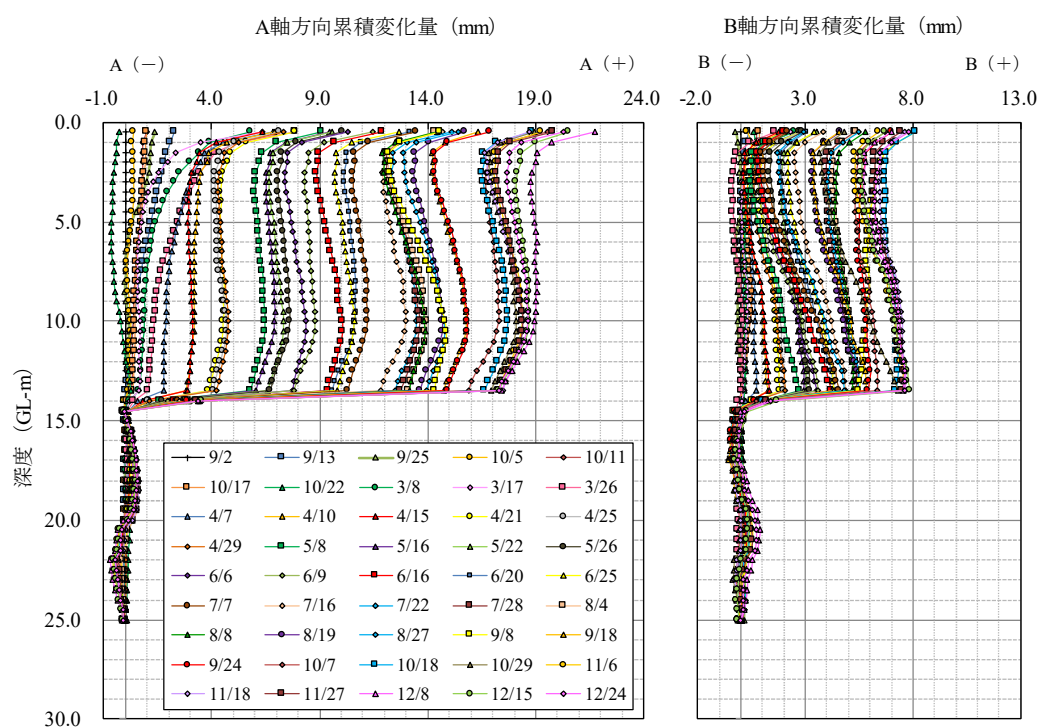 A軸方向累積変化量 (mm) B軸方向累積変化量 (mm)
A（－） A（＋） B（－） B（＋）
-1.0 4.0 9.0 14.0 19.0 24.0 -2.0 3.0 8.0 13.0
0.0
5.0
10.0
15.0
20.0
25.0
30.0
深度 (GL-m)
9/2 9/13 9/25 10/5 10/11
10/17 10/22 3/8 3/17 3/26
4/7 4/10 4/15 4/21 4/25
4/29 5/8 5/16 5/22 5/26
6/6 6/9 6/16 6/20 6/25
7/7 7/16 7/22 7/28 8/4
8/8 8/19 8/27 9/8 9/18
9/24 10/7 10/18 10/29 11/6
11/18 11/27 12/8 12/15 12/24